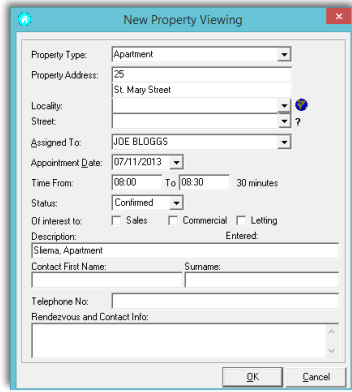 New Property Viewing
Property Type: Apartment
Property Address: 25
St. Mary Street
Locality:
Street: ?
Assigned To: JOE BLOGGS
Appointment Date: 07/11/2013
Time From: 08:00 To 08:30 30 minutes
Status: Confirmed
Of interest to: Sales Commercial Letting
Description: Entered:
Sliema, Apartment
Contact First Name: Surname:
Telephone No:
Rendezvous and Contact Info:
OK Cancel